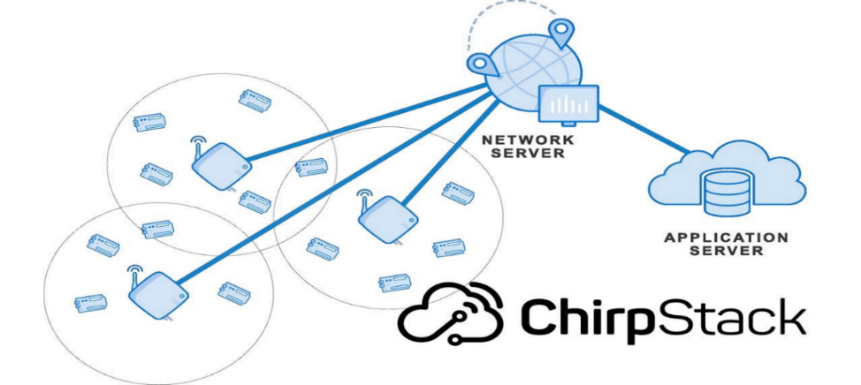 NETWORK
SERVER
APPLICATION
SERVER
ChirpStack